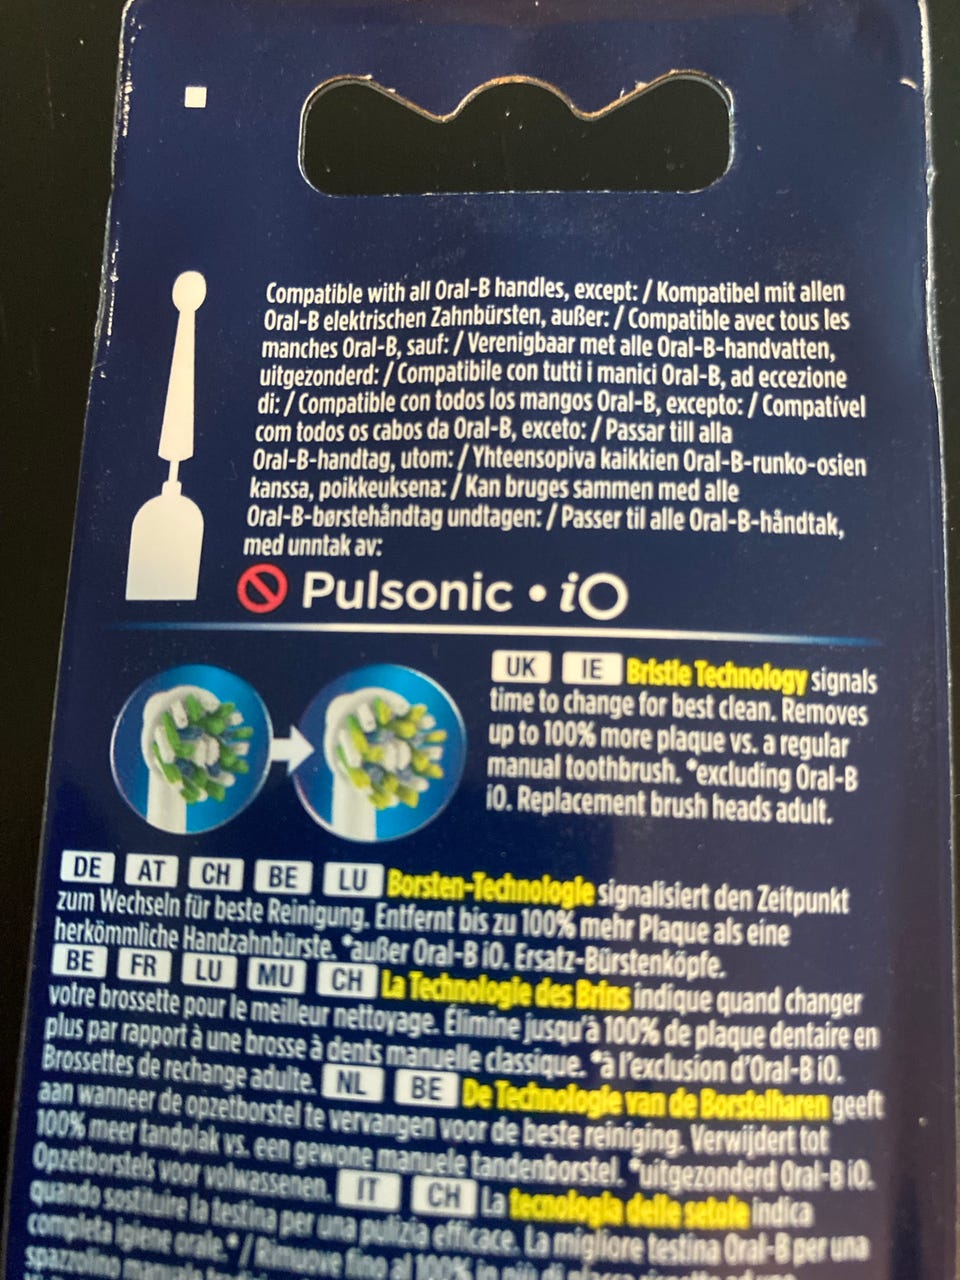 Compatible with all Oral-B handles, except: / Kompatibel mit allen
Oral-B elektrischen Zahnbürsten, außer: / Compatible avec tous les
manches Oral-B, sauf: / Verenigbaar met alle Oral-B-handvatten,
uitgezonderd: / Compatibile con tutti i manici Oral-B, ad eccezione
di: / Compatible con todos los mangos Oral-B, excepto: / Compatível
com todos os cabos da Oral-B, exceto: / Passar till alla
Oral-B-handtag, utom: / Yhteensopiva kaikkien Oral-B-runko-osien
kanssa, poikkeuksena: / Kan bruges sammen med alle
Oral-B-børstehåndtag undtagen: / Passer til alle Oral-B-håndtak,
med unntak av:
Pulsonic • iO
UK IE Bristle Technology signals
time to change for best clean. Removes
up to 100% more plaque vs. a regular
manual toothbrush. *excluding Oral-B
iO. Replacement brush heads adult.
DE AT CH BE LU Borsten-Technologie signalisiert den Zeitpunkt
zum Wechseln für beste Reinigung. Entfernt bis zu 100% mehr Plaque als eine
herkömmliche Handzahnbürste. *außer Oral-B iO. Ersatz-Bürstenköpfe.
BE FR LU MU CH La Technologie des Brins indique quand changer
votre brossette pour le meilleur nettoyage. Élimine jusqu'à 100% de plaque dentaire en
plus par rapport à une brosse à dents manuelle classique. *à l'exclusion d'Oral-B iO.
Brossettes de rechange adulte. NL BE De Technologie van de Borstelharen geeft
aan wanneer de opzetborstel te vervangen voor de beste reiniging. Verwijdert tot
100% meer tandplak vs. een gewone manuele tandenborstel. *uitgezonderd Oral-B iO.
Opzetborstels voor volwassenen. IT CH La tecnologia delle setole indica
quando sostituire la testina per una pulizia efficace. La migliore testina Oral-B per una
completa igiene orale.* / Rimuove fino al 100% in più di placca
spazzolino manuale